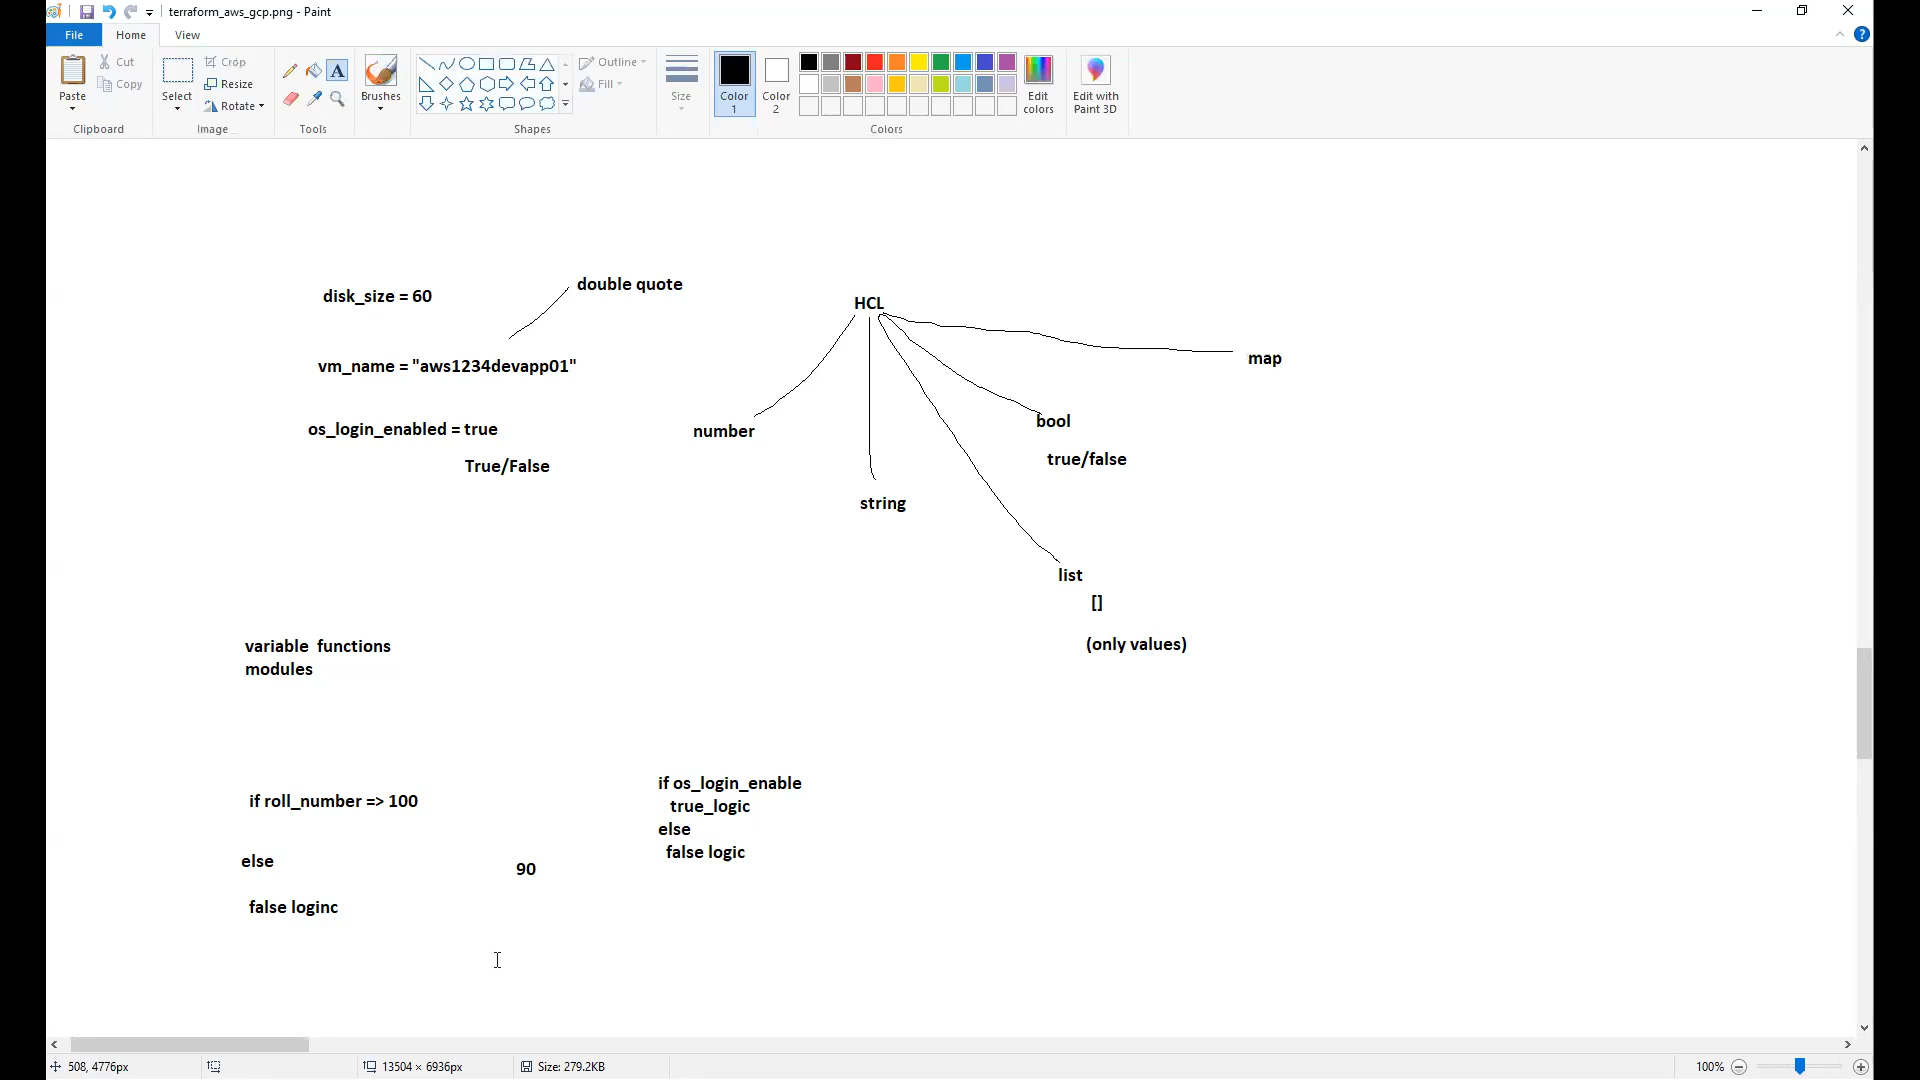 terraform_aws_gcp.png - Paint
File
Home
View
Paste
Cut
Copy
Clipboard
Select
Crop
Resize
Rotate
Image
Tools
Brushes
Shapes
Outline
Fill
Size
Color 1
Color 2
Edit colors
Colors
Edit with Paint 3D
disk_size = 60
double quote
vm_name = "aws1234devapp01"
os_login_enabled = true
True/False
HCL
map
number
bool
true/false
string
list
[]
(only values)
variable  functions
modules
if roll_number => 100
else
90
false loginc
if os_login_enable
true_logic
else
false logic
508, 4776px
13504 × 6936px
Size: 279.2KB
100%